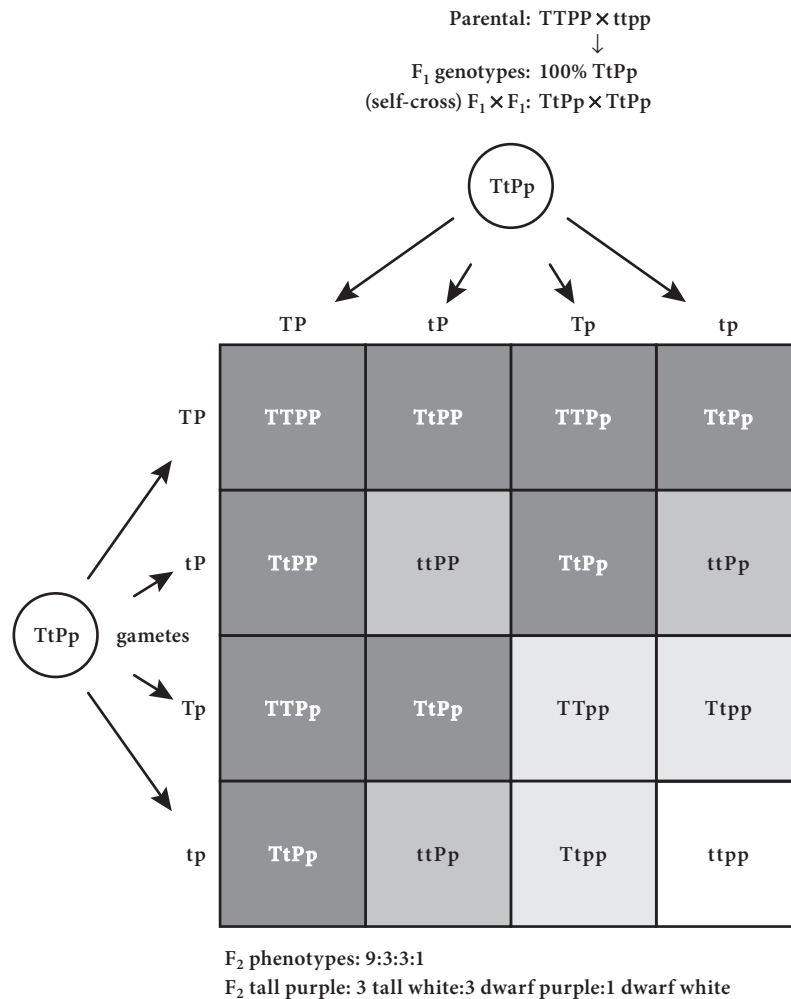 Parental: TTPP × ttpp
↓
F₁ genotypes: 100% TtPp
(self-cross) F₁ × F₁: TtPp × TtPp
TtPp
TP tP Tp tp
TP TTPP TtPP TTPp TtPp
tP TtPP ttPP TtPp ttPp
TtPp gametes
Tp TTPp TtPp TTpp Ttpp
tp TtPp ttPp Ttpp ttpp
F₂ phenotypes: 9:3:3:1
F₂ tall purple: 3 tall white:3 dwarf purple:1 dwarf white